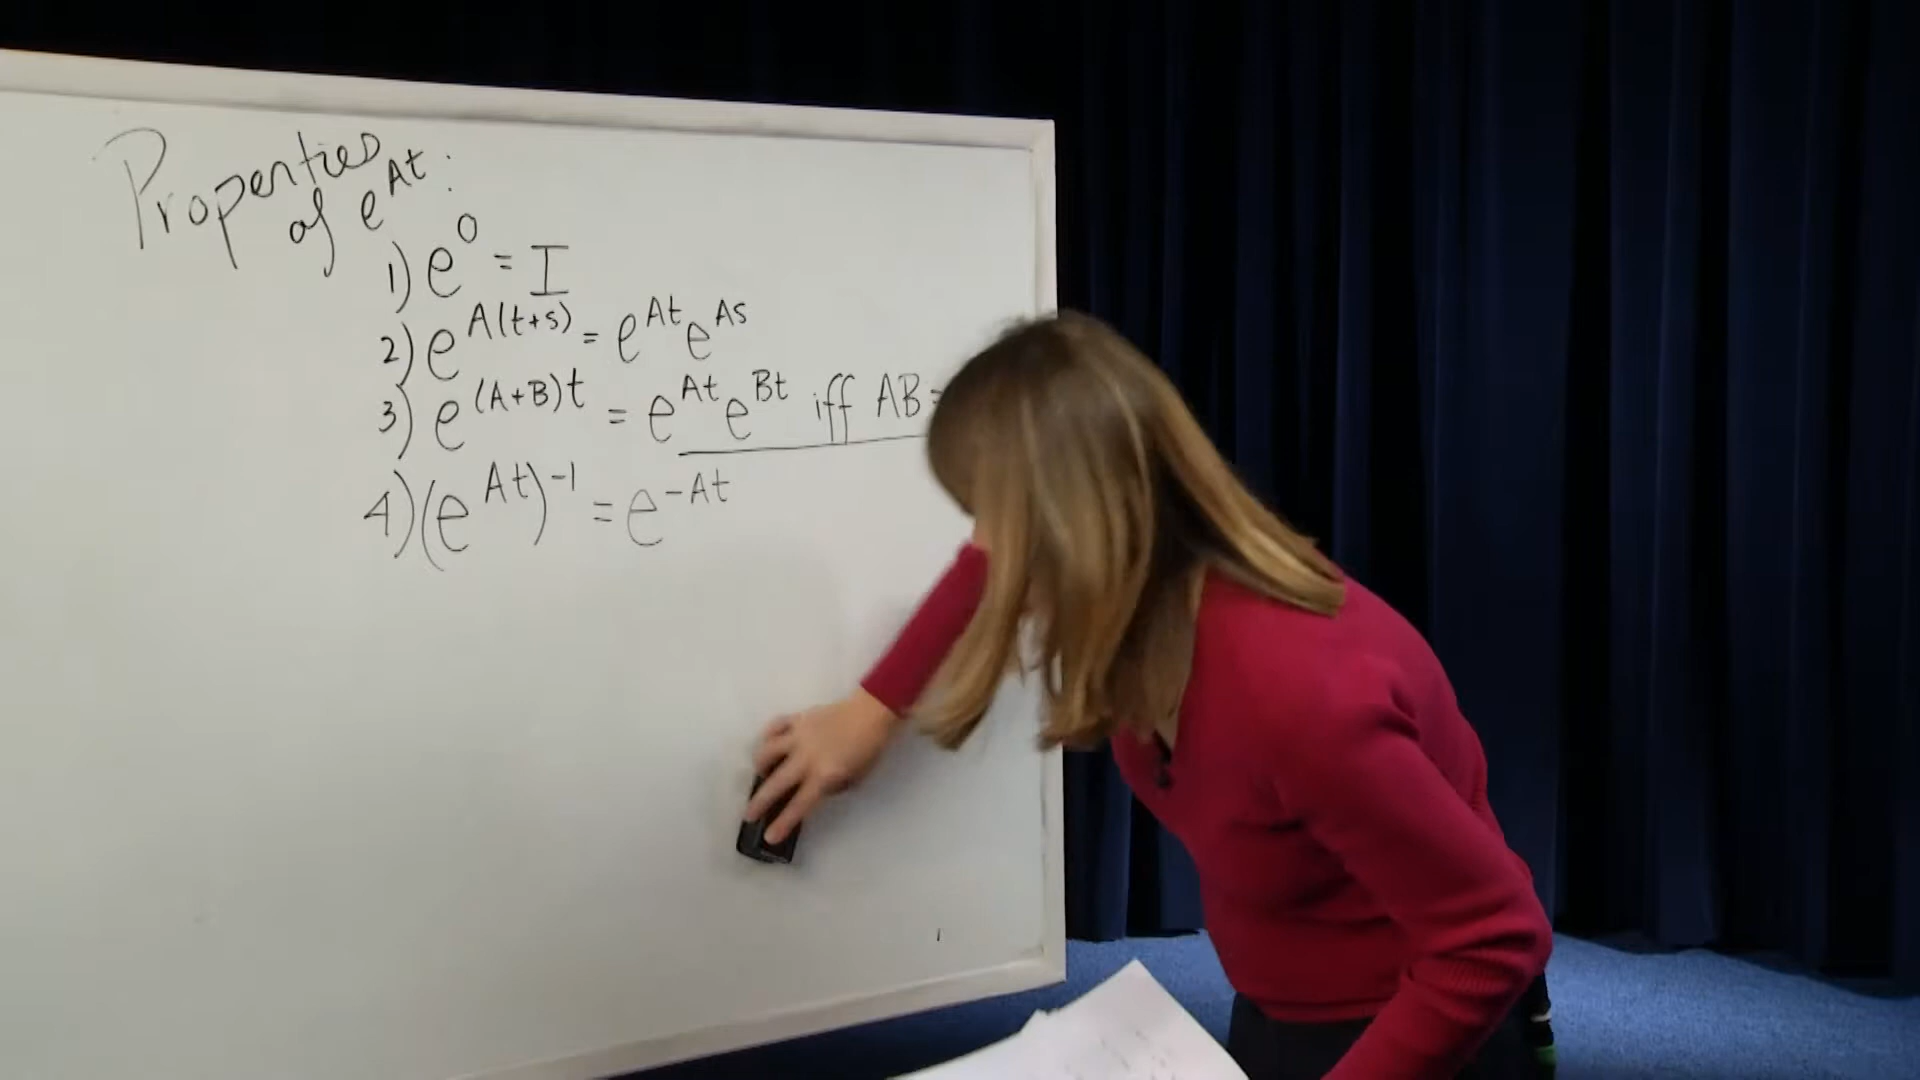 Properties
of e^{At}:
1) e^0 = I
2) e^{A(t+s)} = e^{At} e^{As}
3) e^{(A+B)t} = e^{At} e^{Bt} iff AB =
4) (e^{At})^{-1} = e^{-At}